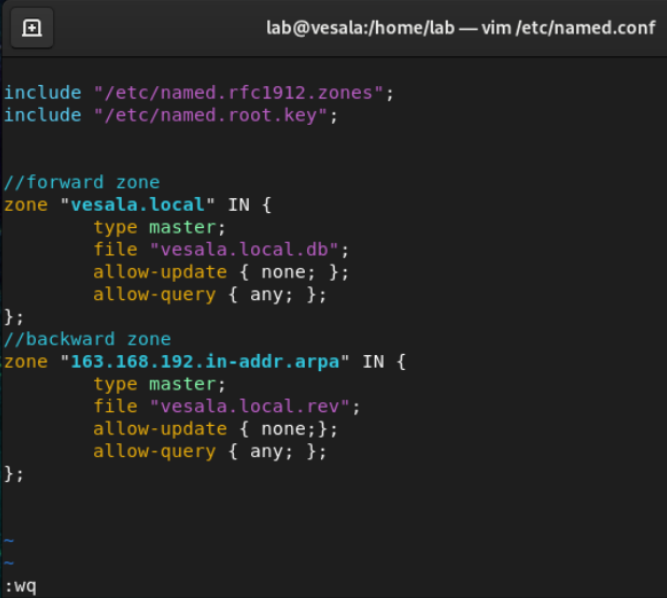 lab@vesala:/home/lab — vim /etc/named.conf
include "/etc/named.rfc1912.zones";
include "/etc/named.root.key";
//forward zone
zone "vesala.local" IN {
type master;
file "vesala.local.db";
allow-update { none; };
allow-query { any; };
};
//backward zone
zone "163.168.192.in-addr.arpa" IN {
type master;
file "vesala.local.rev";
allow-update { none;};
allow-query { any; };
};
~
~
:wq